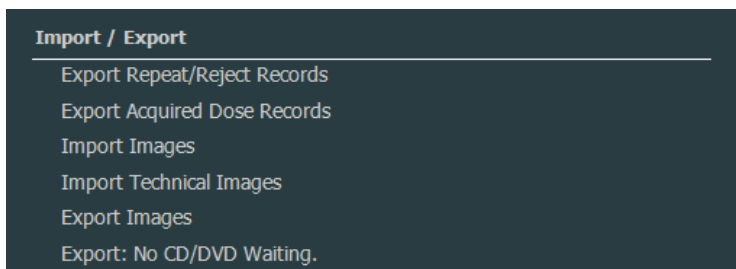 Import / Export
Export Repeat/Reject Records
Export Acquired Dose Records
Import Images
Import Technical Images
Export Images
Export: No CD/DVD Waiting.